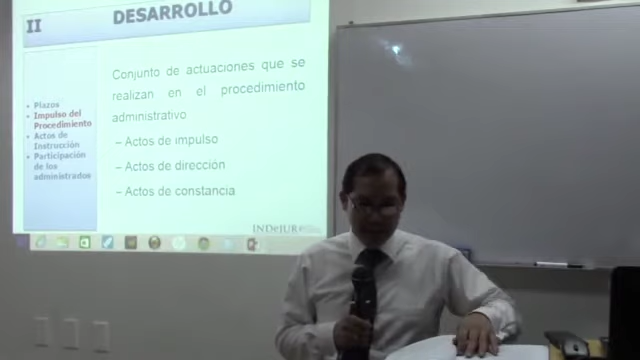 II
DESARROLLO
• Plazos
• Impulso del
Procedimiento
• Actos de
Instrucción
• Participación
de los
administrados
Conjunto de actuaciones que se
realizan en el procedimiento
administrativo
– Actos de impulso
– Actos de dirección
– Actos de constancia
INDeJUR